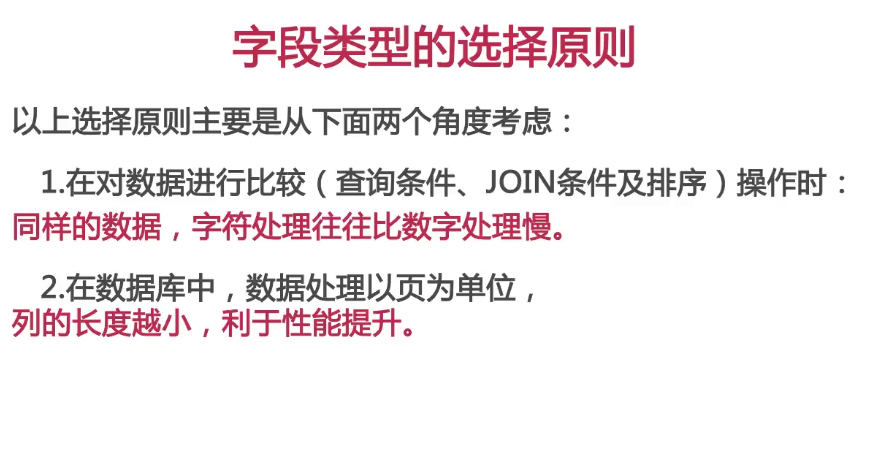 字段类型的选择原则
以上选择原则主要是从下面两个角度考虑：
1.在对数据进行比较（查询条件、JOIN条件及排序）操作时：
同样的数据，字符处理往往比数字处理慢。
2.在数据库中，数据处理以页为单位，
列的长度越小，利于性能提升。